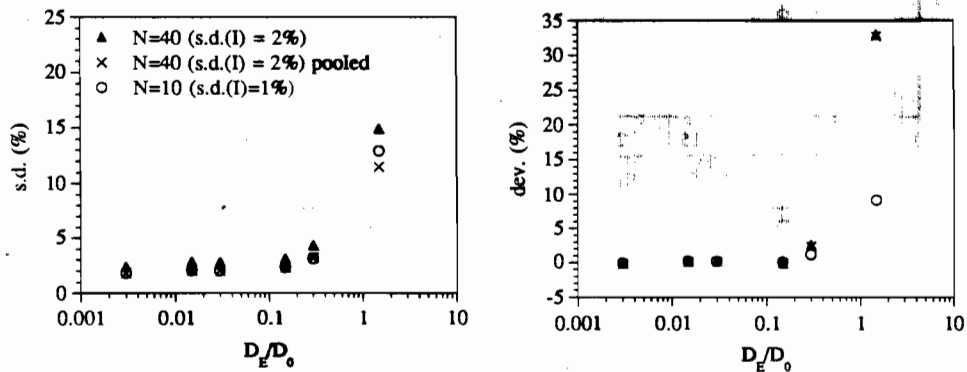 25
20
15
10
5
0
s.d. (%)
▲ N=40 (s.d.(I) = 2%)
× N=40 (s.d.(I) = 2%) pooled
○ N=10 (s.d.(I)=1%)
0.001 0.01 0.1 1 10
D_E/D_0
35
30
25
20
15
10
5
0
-5
dev. (%)
0.001 0.01 0.1 1 10
D_E/D_0